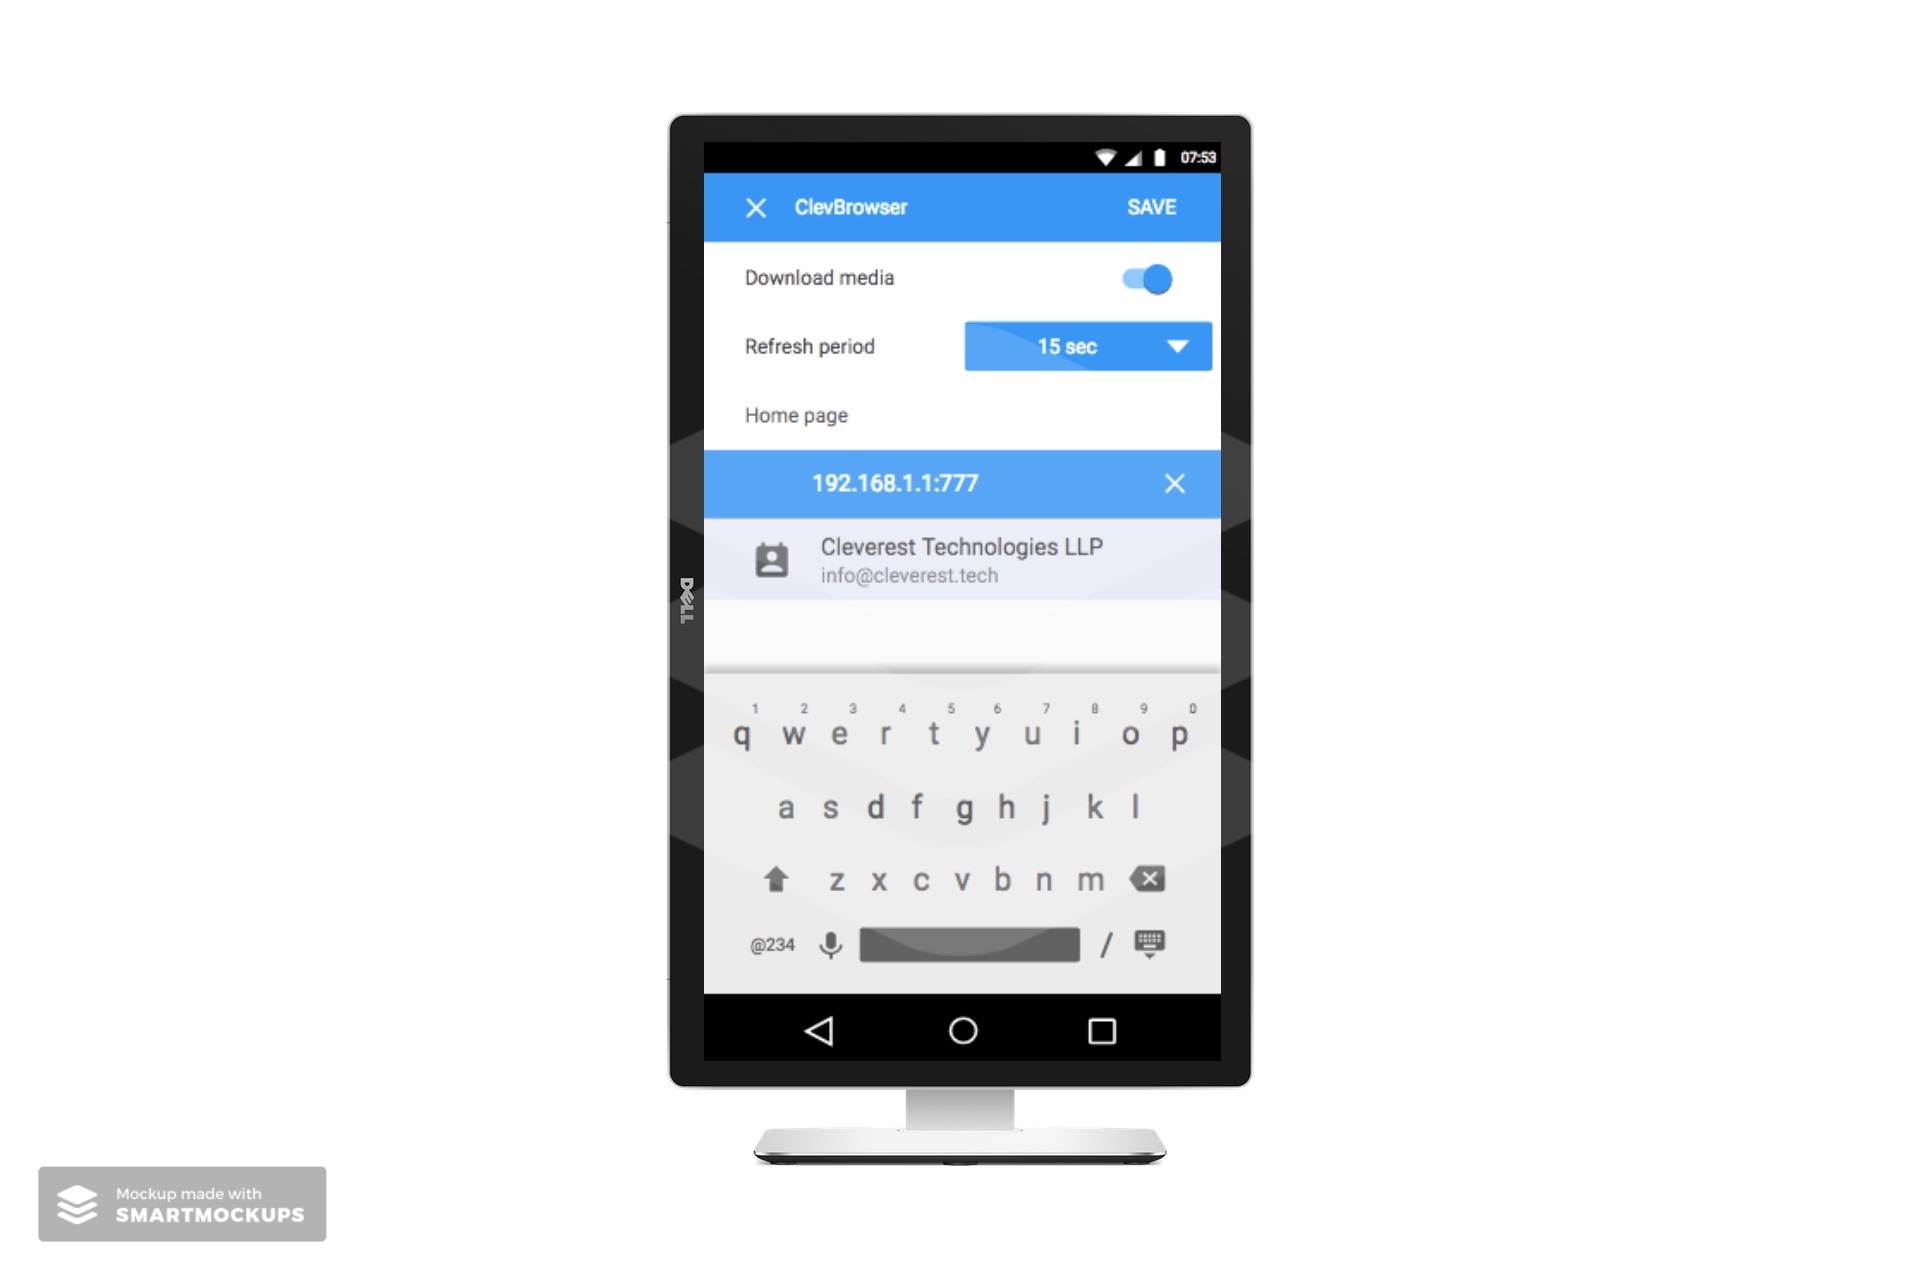 07:53
ClevBrowser SAVE
Download media
Refresh period 15 sec
Home page
192.168.1.1:777
Cleverest Technologies LLP
info@cleverest.tech
DELL
1 2 3 4 5 6 7 8 9 0
q w e r t y u i o p
a s d f g h j k l
z x c v b n m
@234 /
Mockup made with
SMARTMOCKUPS